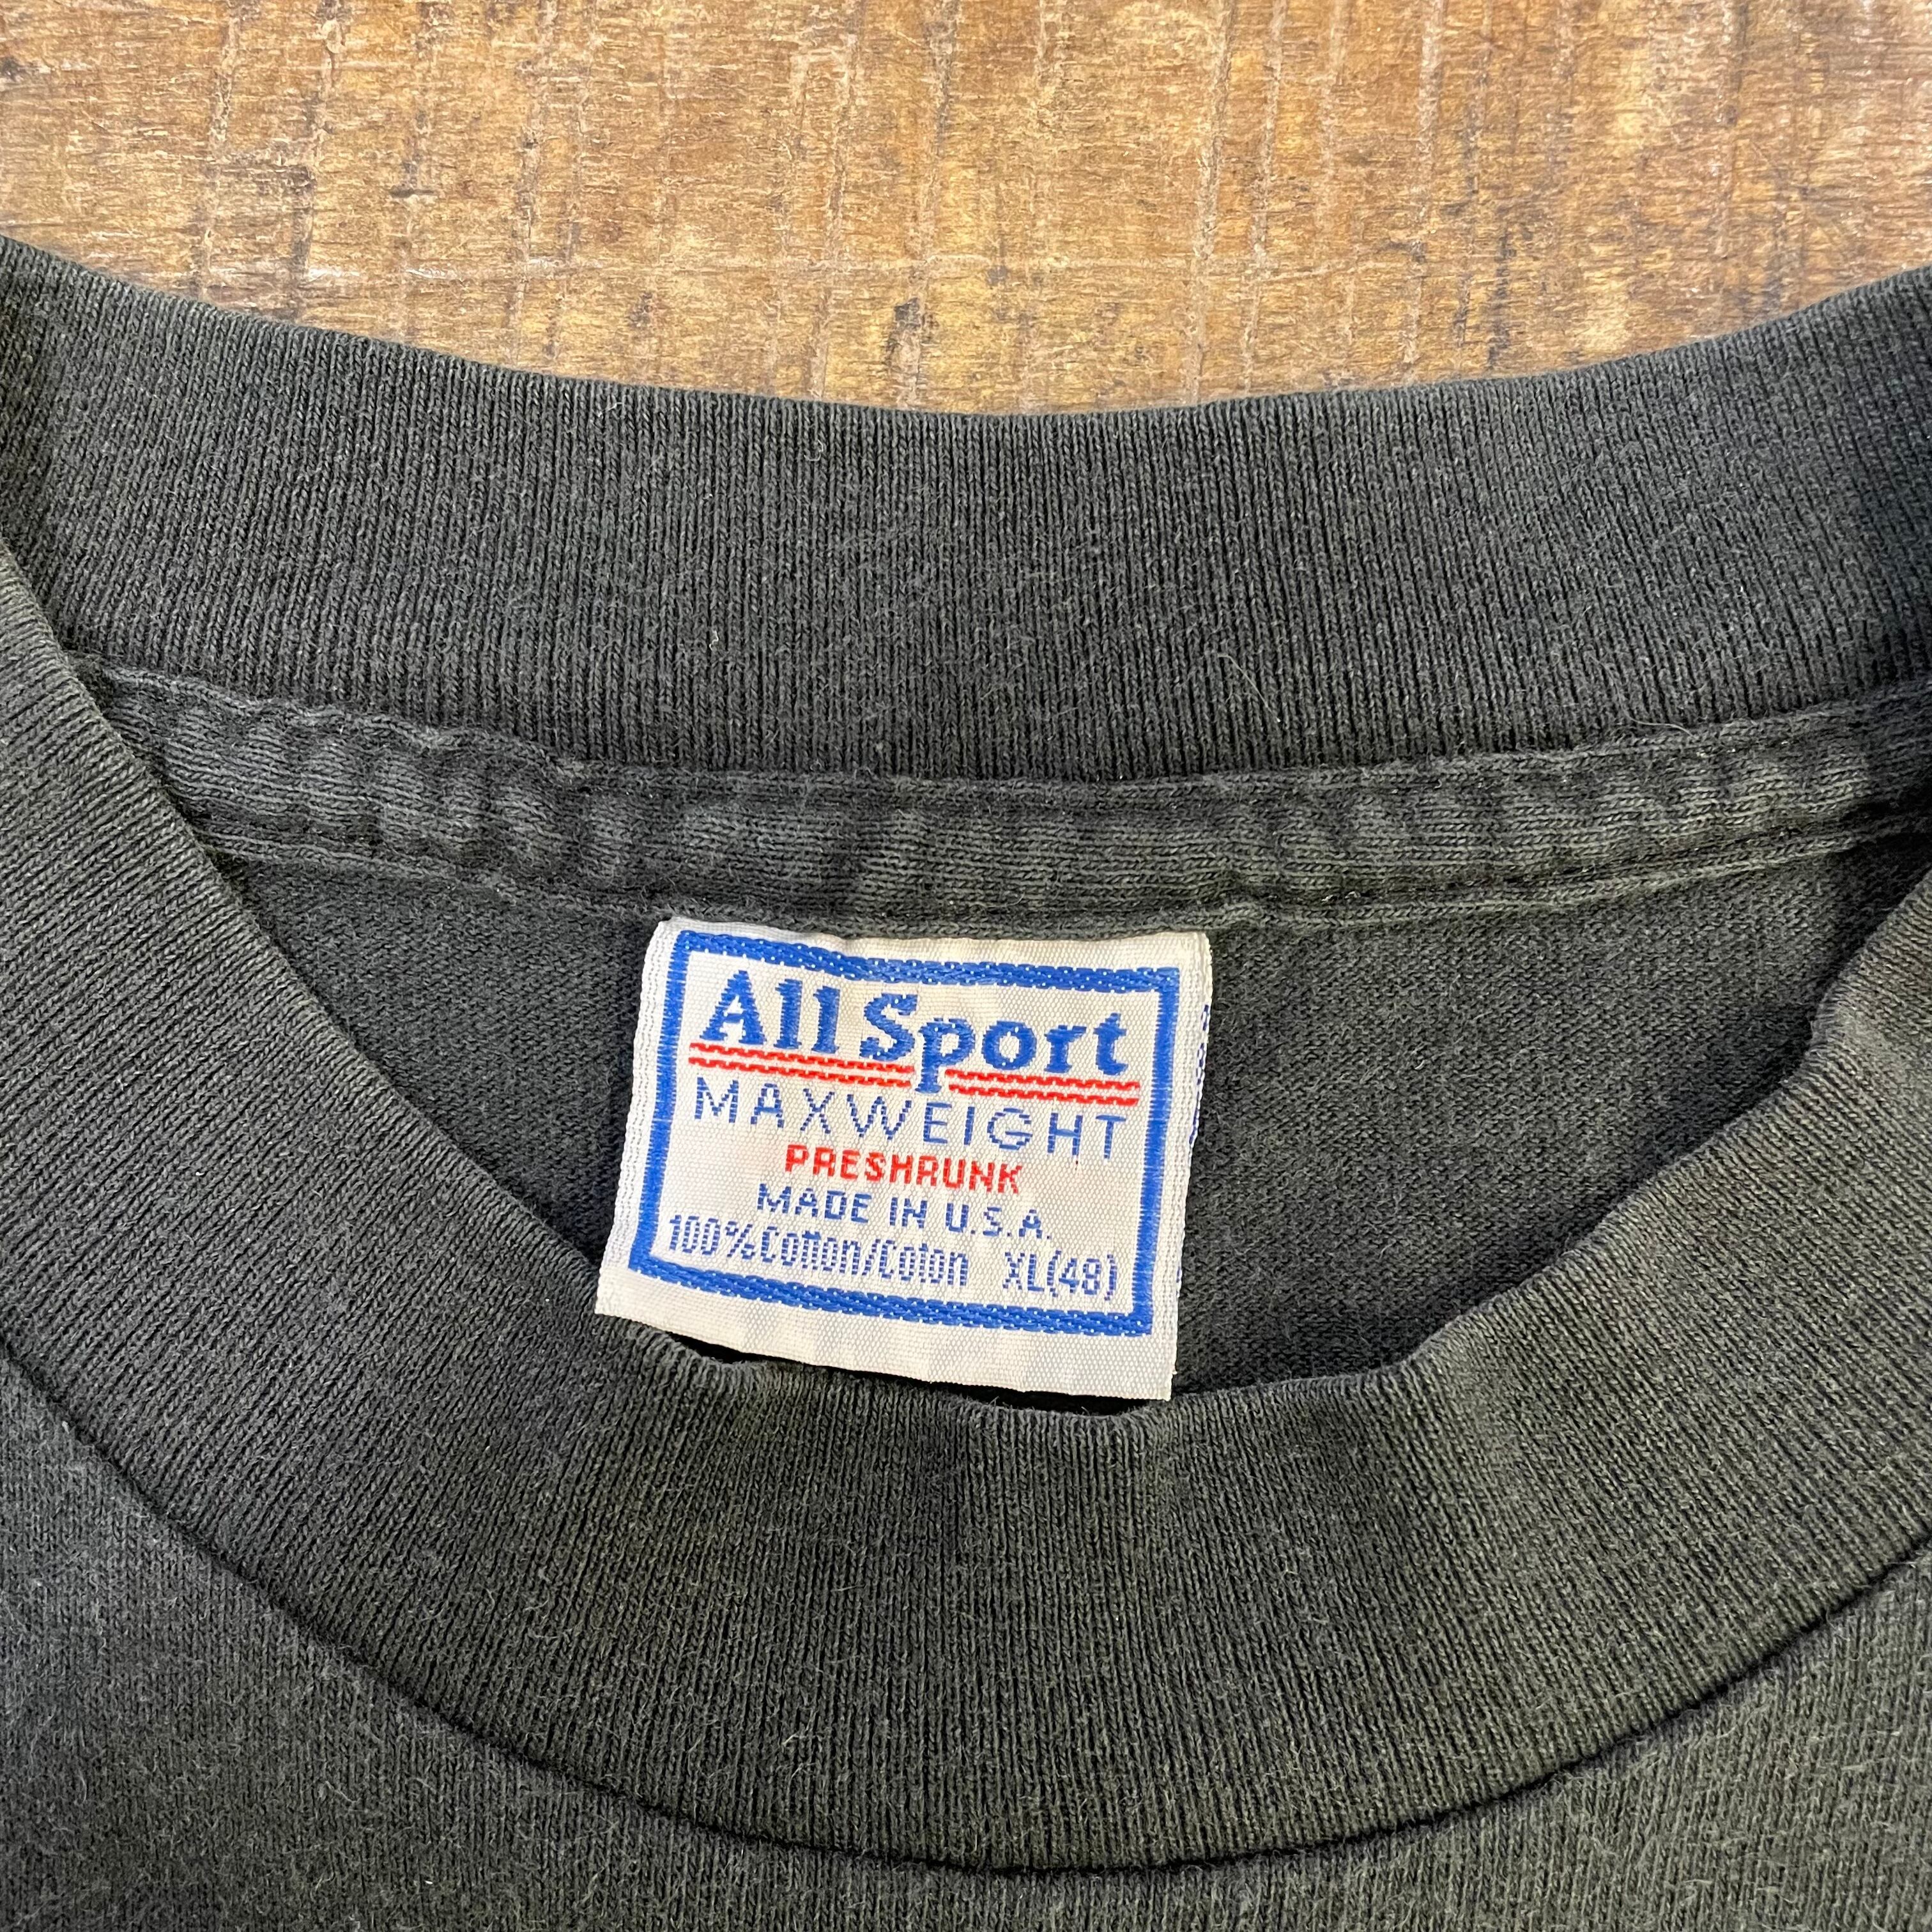 All Sport
MAXWEIGHT
PRESHRUNK
MADE IN U.S.A.
100% Cotton/Coton XL(48)